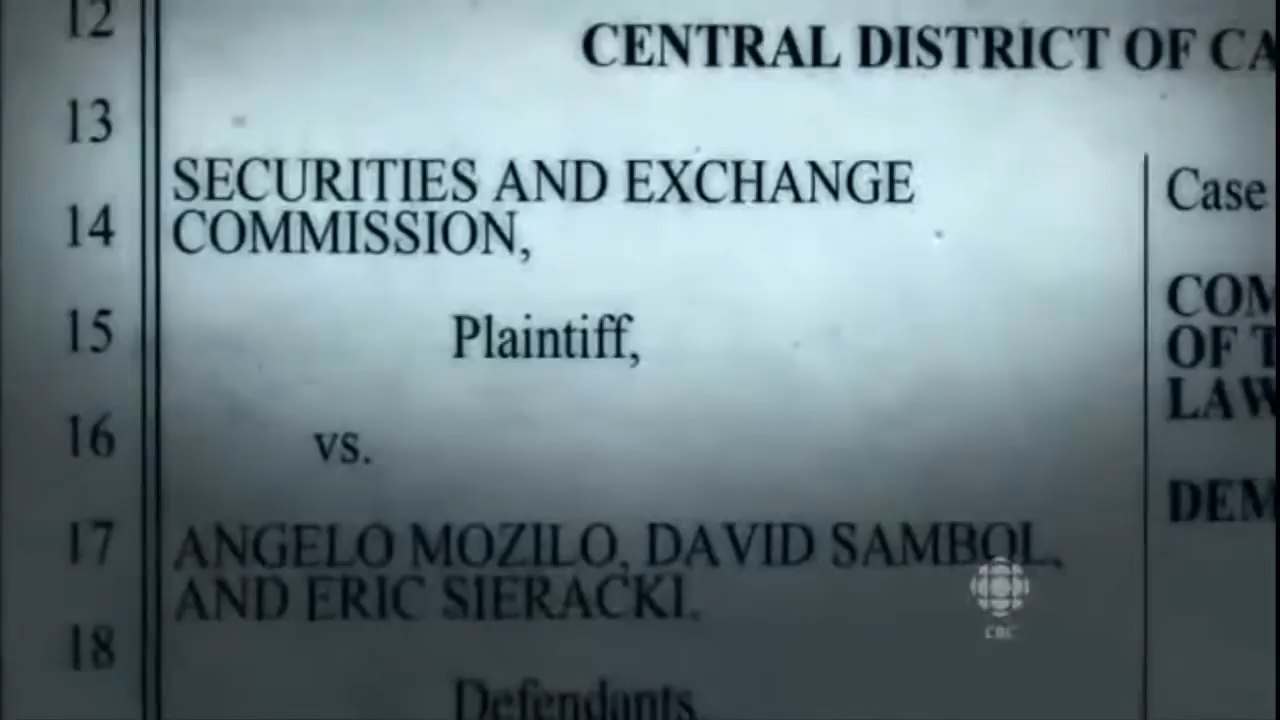 12
CENTRAL DISTRICT OF CA
13
SECURITIES AND EXCHANGE
14
COMMISSION,
Case
15
Plaintiff,
COM
OF T
LAW
16
vs.
DEM
17
ANGELO MOZILO, DAVID SAMBOL,
AND ERIC SIERACKI.
CBC
18
Defendants